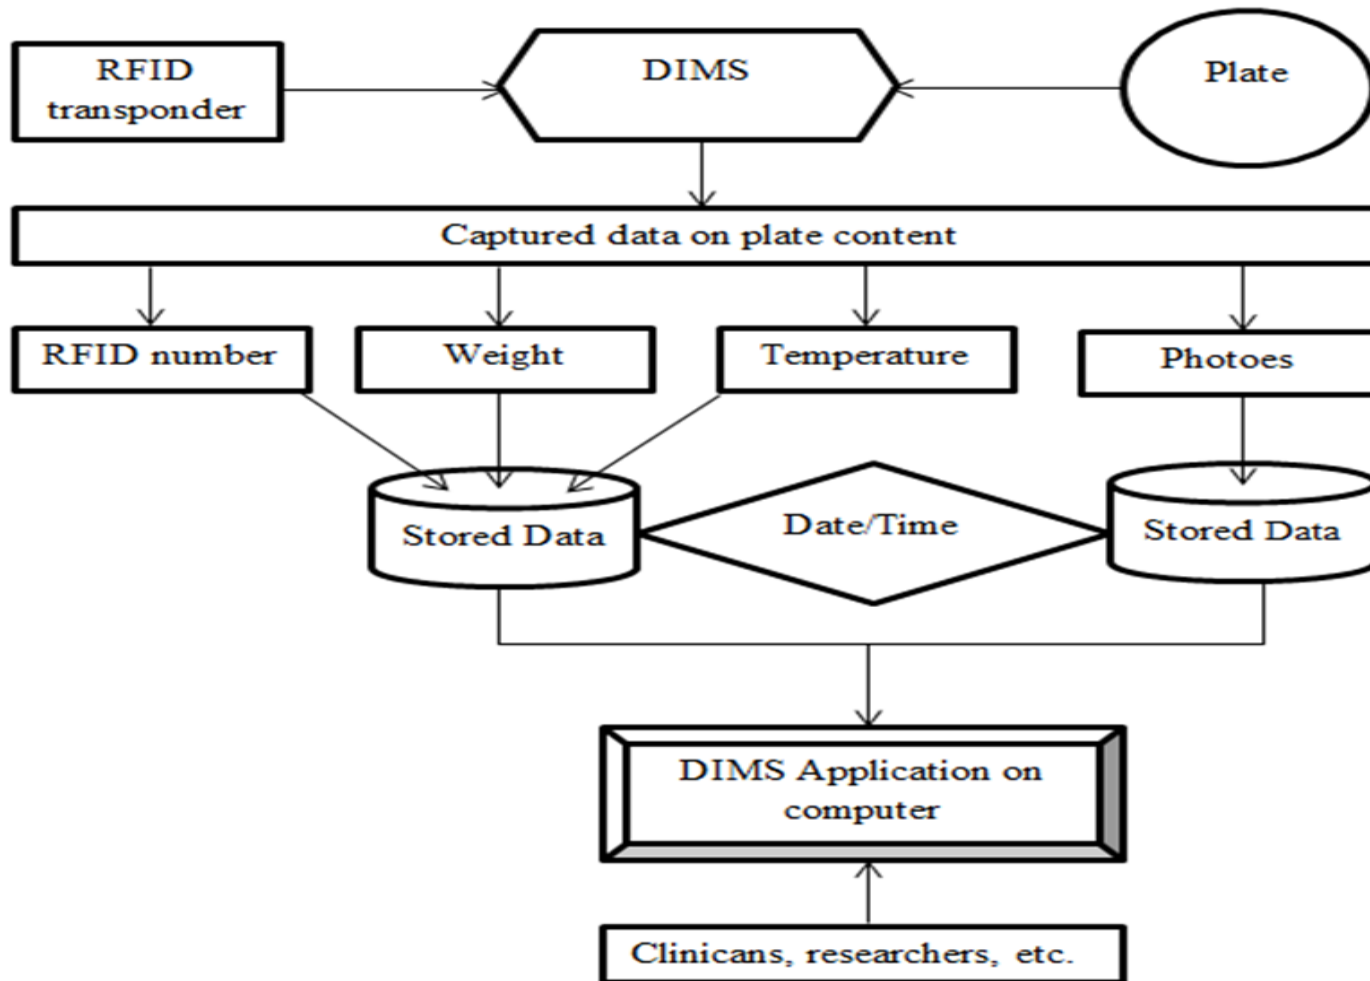 RFID
transponder
DIMS
Plate
Captured data on plate content
RFID number
Weight
Temperature
Photoes
Stored Data
Date/Time
Stored Data
DIMS Application on
computer
Clinicans, researchers, etc.